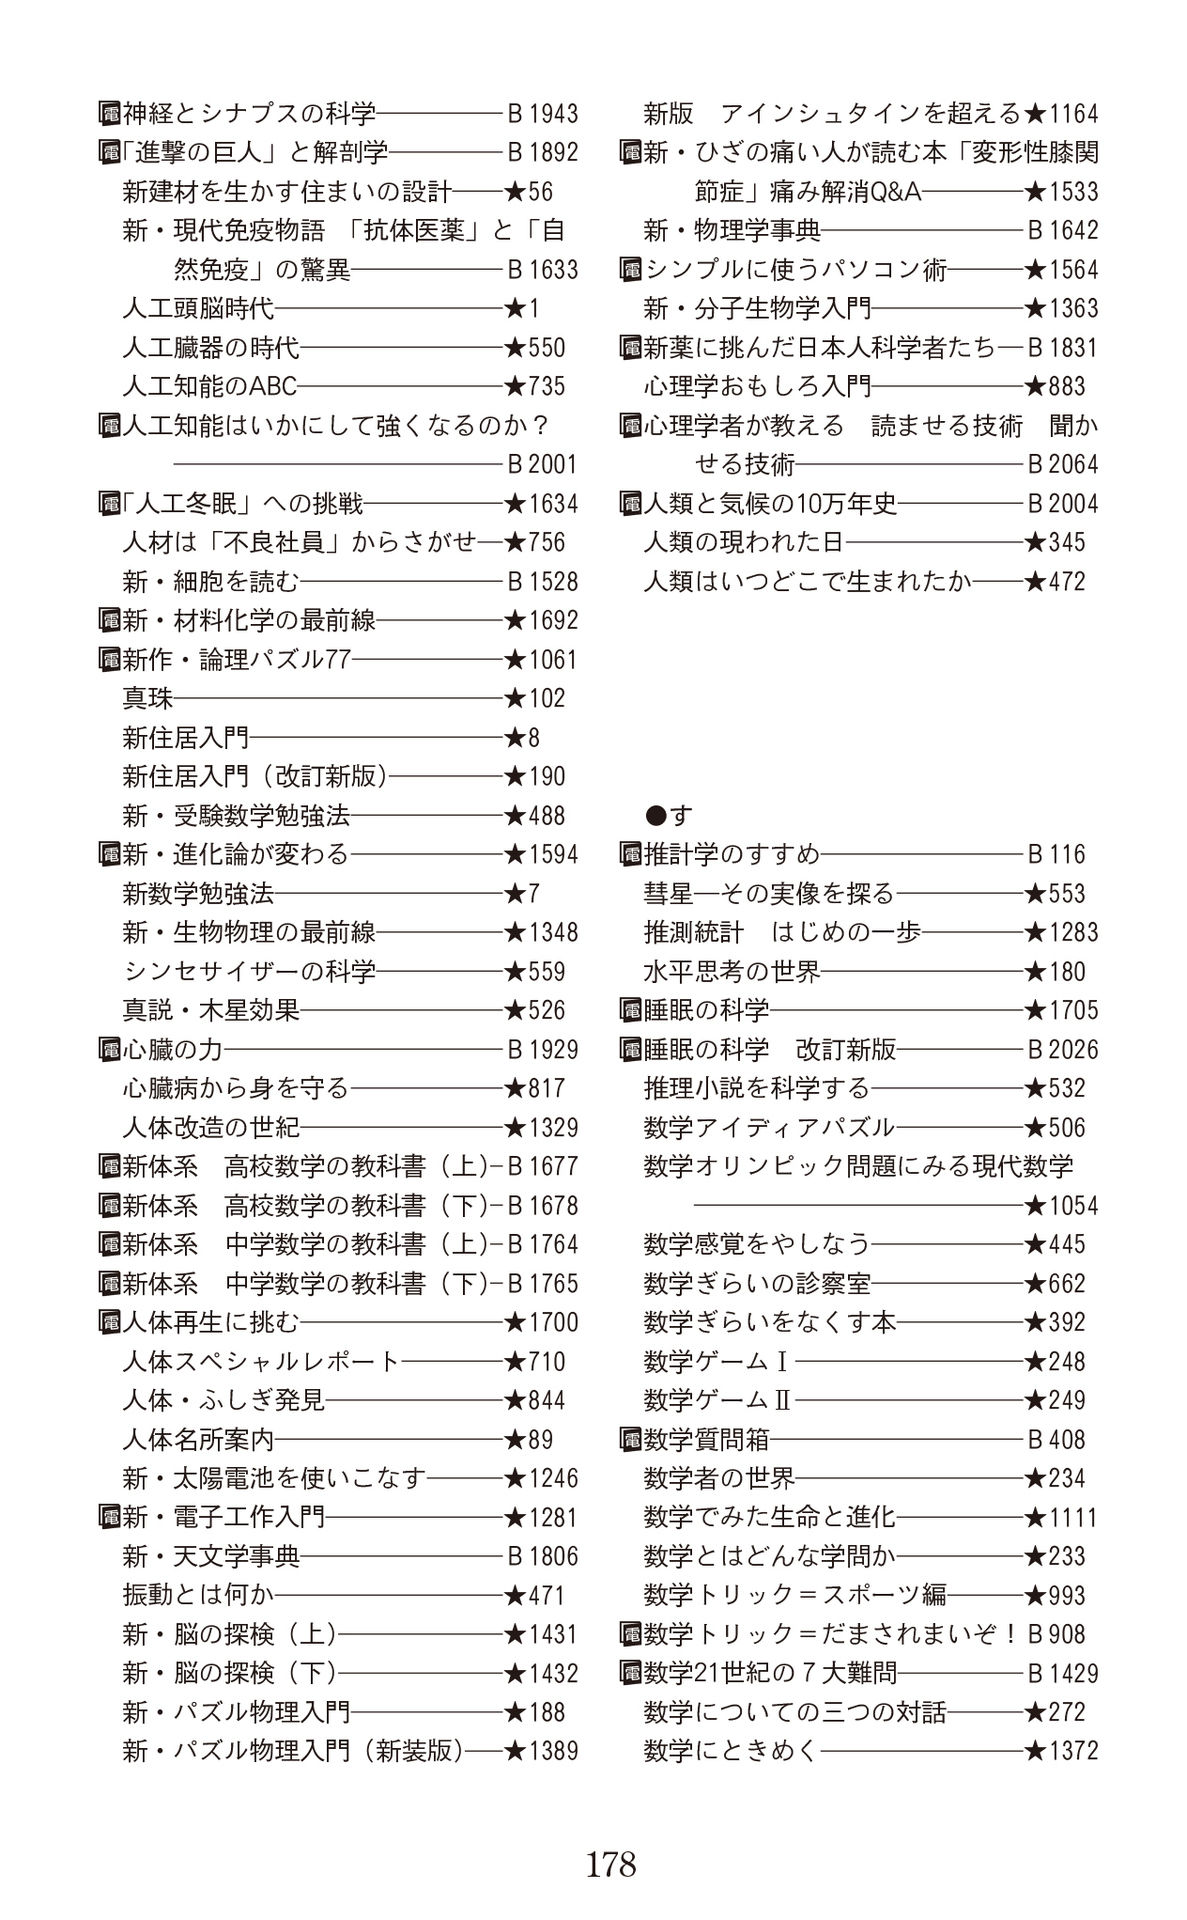 電神経とシナプスの科学―――――B1943
電「進撃の巨人」と解剖学――――B1892
新建材を生かす住まいの設計――★56
新・現代免疫物語　「抗体医薬」と「自
然免疫」の驚異――――――B1633
人工頭脳時代―――――――――★1
人工臓器の時代――――――――★550
人工知能のABC――――――――★735
電人工知能はいかにして強くなるのか？
―――――――――――――B2001
電「人工冬眠」への挑戦―――――★1634
人材は「不良社員」からさがせ―★756
新・細胞を読む――――――――B1528
電新・材料化学の最前線―――――★1692
電新作・論理パズル77――――――★1061
真珠―――――――――――――★102
新住居入門――――――――――★8
新住居入門（改訂新版）――――★190
新・受験数学勉強法――――――★488
電新・進化論が変わる――――――★1594
新数学勉強法―――――――――★7
新・生物物理の最前線―――――★1348
シンセサイザーの科学―――――★559
真説・木星効果――――――――★526
電心臓の力―――――――――――B1929
心臓病から身を守る――――――★817
人体改造の世紀――――――――★1329
電新体系　高校数学の教科書（上）―B1677
電新体系　高校数学の教科書（下）―B1678
電新体系　中学数学の教科書（上）―B1764
電新体系　中学数学の教科書（下）―B1765
電人体再生に挑む――――――――★1700
人体スペシャルレポート――――★710
人体・ふしぎ発見―――――――★844
人体名所案内―――――――――★89
新・太陽電池を使いこなす―――★1246
電新・電子工作入門―――――――★1281
新・天文学事典――――――――B1806
振動とは何か―――――――――★471
新・脳の探検（上）――――――★1431
新・脳の探検（下）――――――★1432
新・パズル物理入門――――――★188
新・パズル物理入門（新装版）―★1389
新版　アインシュタインを超える★1164
電新・ひざの痛い人が読む本「変形性膝関
節症」痛み解消Q&A――――★1533
新・物理学事典――――――――B1642
電シンプルに使うパソコン術―――★1564
新・分子生物学入門――――――★1363
電新薬に挑んだ日本人科学者たち―B1831
心理学おもしろ入門――――――★883
電心理学者が教える　読ませる技術　聞か
せる技術―――――――――B2064
電人類と気候の10万年史―――――B2004
人類の現われた日―――――――★345
人類はいつどこで生まれたか――★472
●す
電推計学のすすめ――――――――B116
彗星―その実像を探る―――――★553
推測統計　はじめの一歩――――★1283
水平思考の世界――――――――★180
電睡眠の科学――――――――――★1705
電睡眠の科学　改訂新版―――――B2026
推理小説を科学する――――――★532
数学アイディアパズル―――――★506
数学オリンピック問題にみる現代数学
―――――――――――――★1054
数学感覚をやしなう――――――★445
数学ぎらいの診察室――――――★662
数学ぎらいをなくす本―――――★392
数学ゲームⅠ―――――――――★248
数学ゲームⅡ―――――――――★249
電数学質問箱――――――――――B408
数学者の世界―――――――――★234
数学でみた生命と進化―――――★1111
数学とはどんな学問か―――――★233
数学トリック＝スポーツ編―――★993
電数学トリック＝だまされまいぞ！B908
電数学21世紀の７大難問―――――B1429
数学についての三つの対話―――★272
数学にときめく――――――――★1372
178